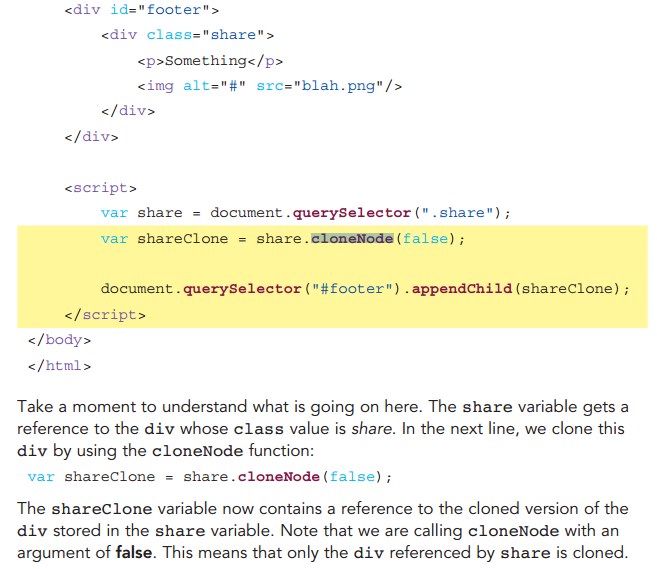 <div id="footer">
<div class="share">
<p>Something</p>
<img alt="#" src="blah.png"/>
</div>
</div>
<script>
var share = document.querySelector(".share");
var shareClone = share.cloneNode(false);
document.querySelector("#footer").appendChild(shareClone);
</script>
</body>
</html>
Take a moment to understand what is going on here. The share variable gets a
reference to the div whose class value is share. In the next line, we clone this
div by using the cloneNode function:
var shareClone = share.cloneNode(false);
The shareClone variable now contains a reference to the cloned version of the
div stored in the share variable. Note that we are calling cloneNode with an
argument of false. This means that only the div referenced by share is cloned.